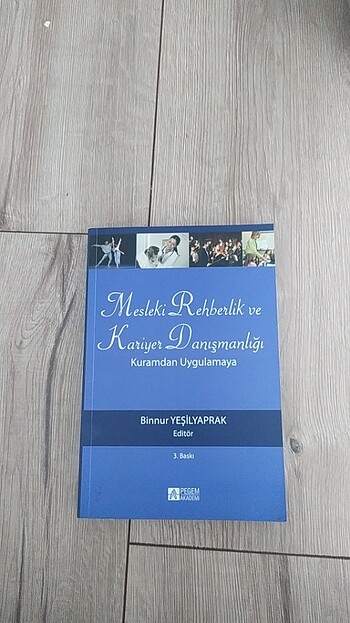 Mesleki Rehberlik ve
Kariyer Danışmanlığı
Kuramdan Uygulamaya
Binnur YEŞİLYAPRAK
Editör
3. Baskı
PEGEM
AKADEMİ